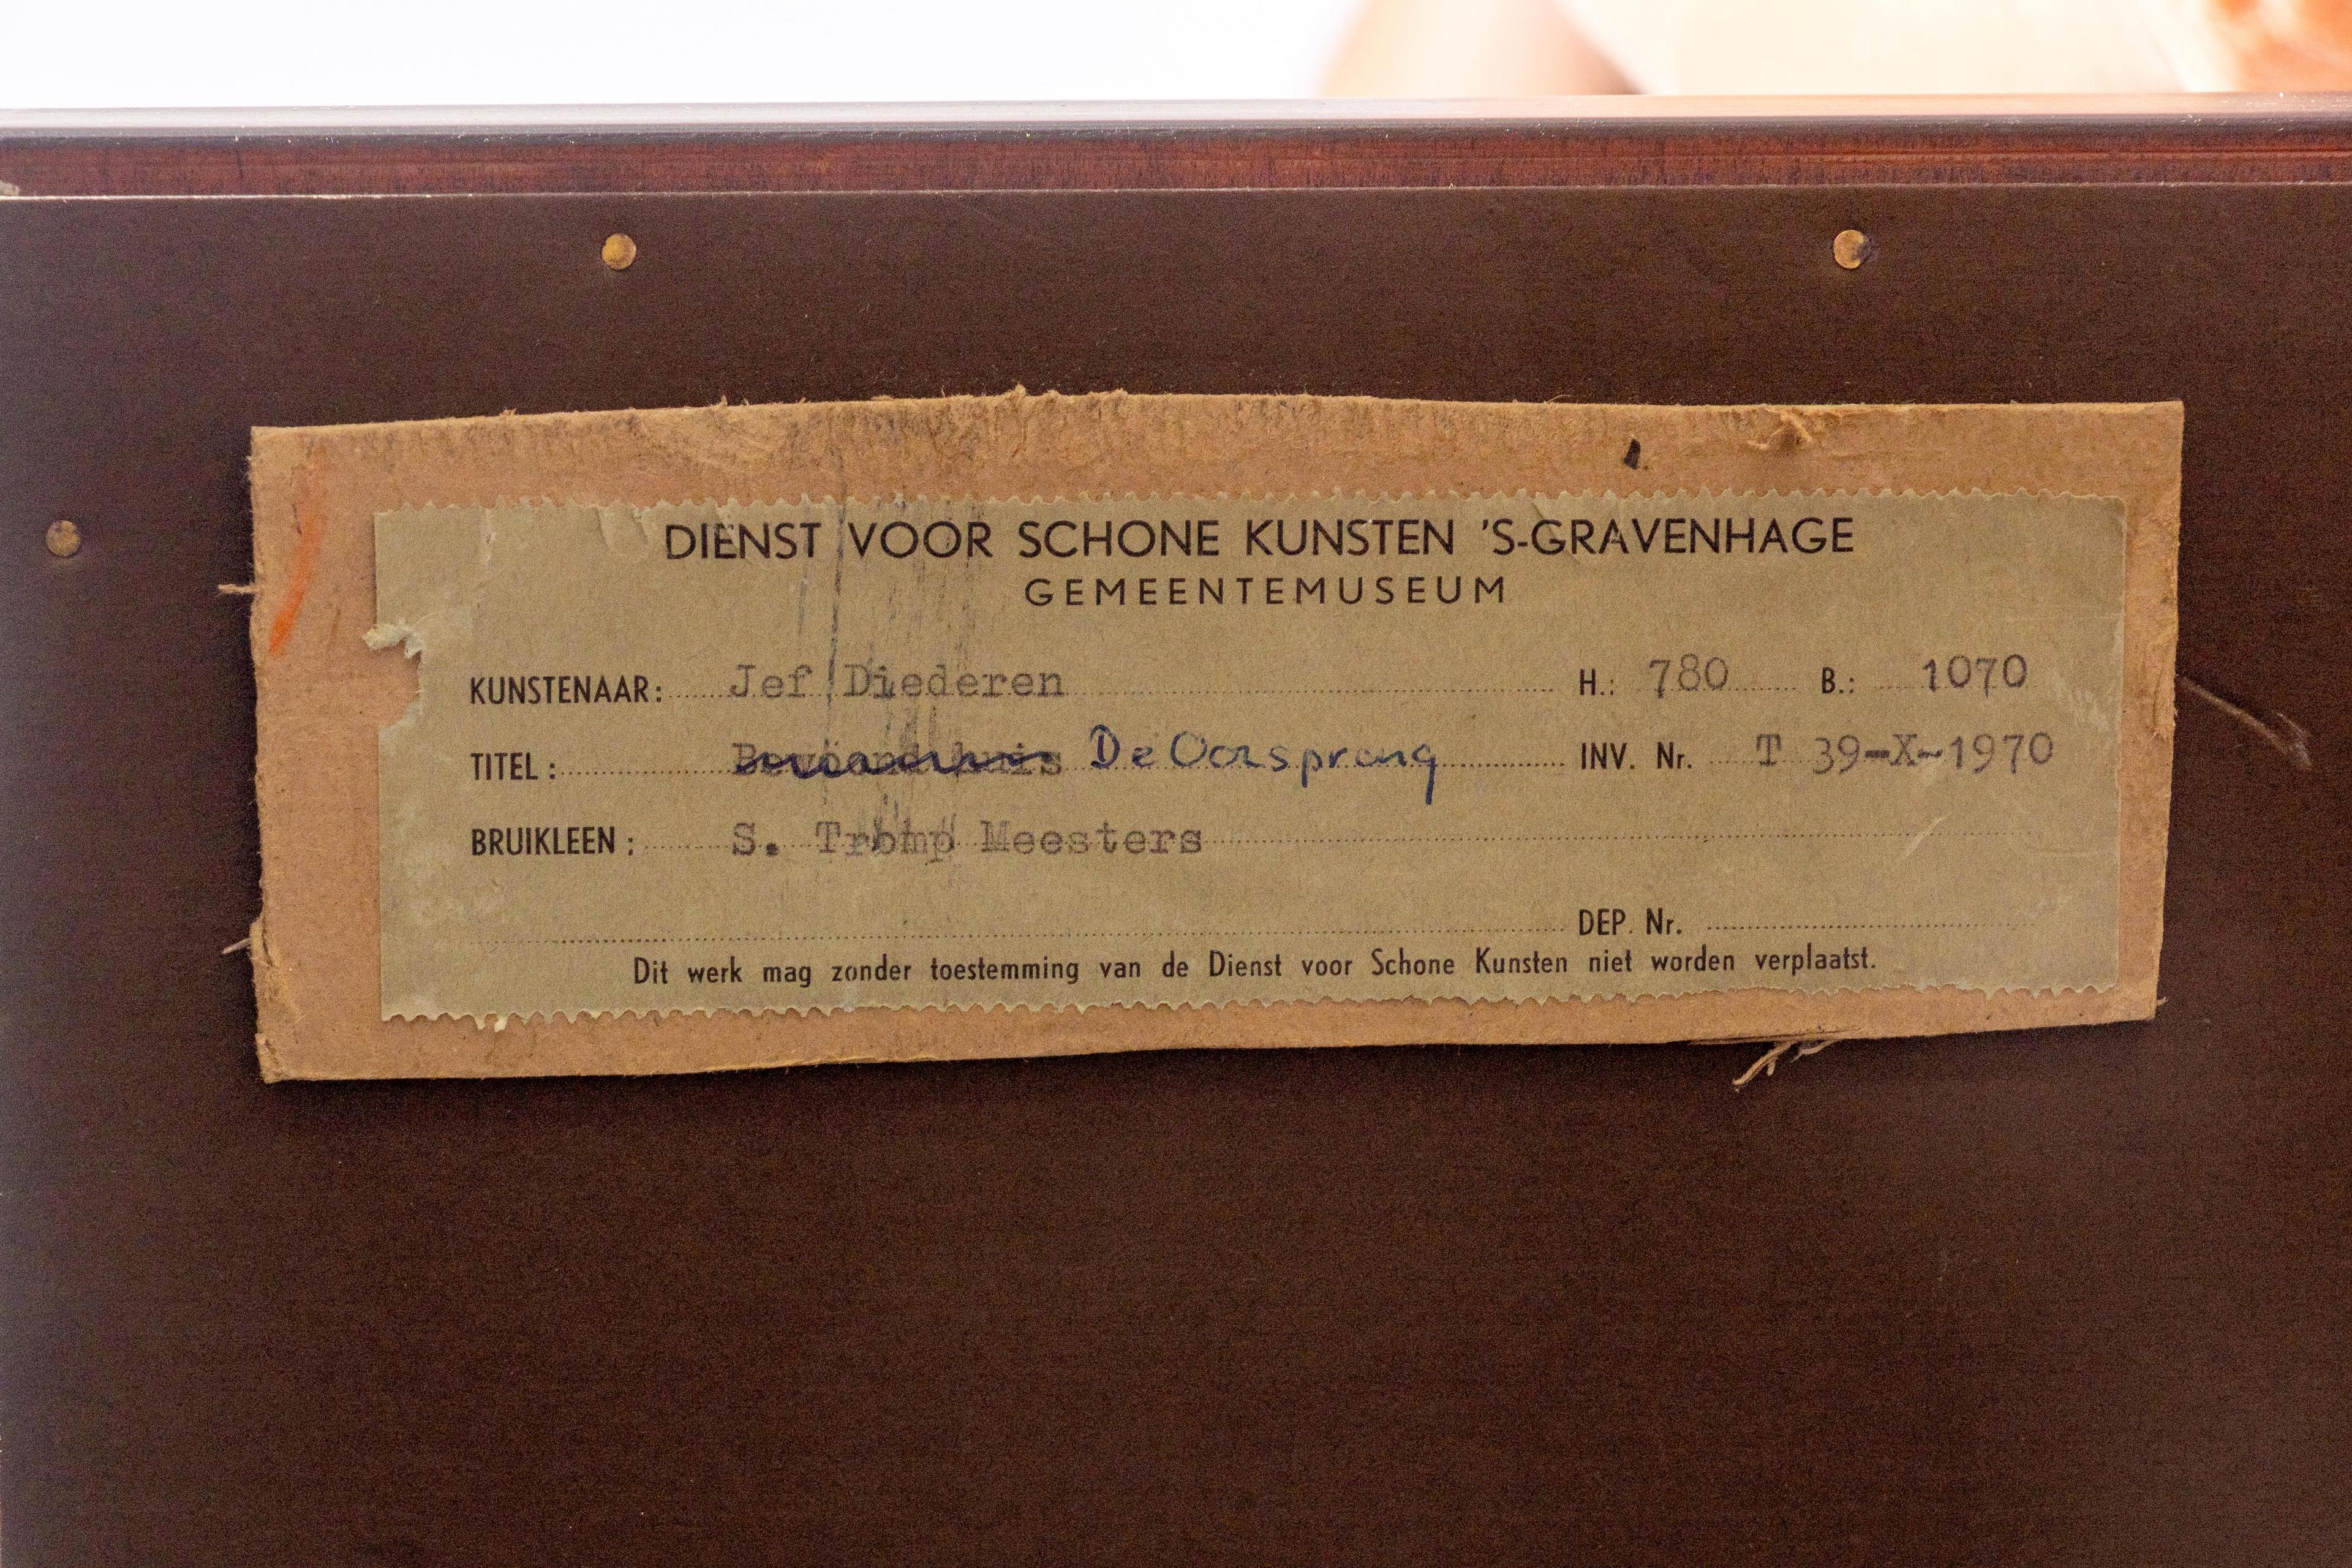 DIENST VOOR SCHONE KUNSTEN 'S-GRAVENHAGE
GEMEENTEMUSEUM
KUNSTENAAR: Jef Diederen H.: 780 B.: 1070
TITEL: De Oorsprong INV. Nr. T 39-X-1970
BRUIKLEEN: S. Tromp Meesters
DEP. Nr.
Dit werk mag zonder toestemming van de Dienst voor Schone Kunsten niet worden verplaatst.